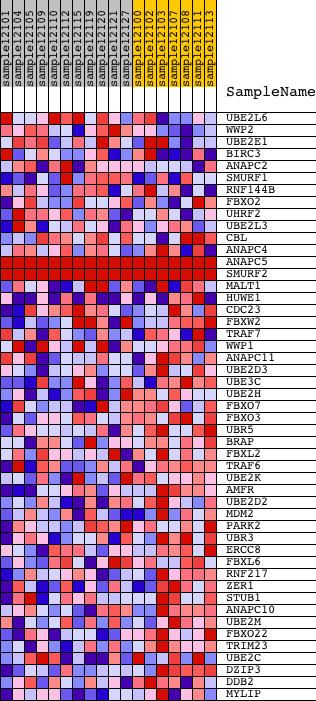 sample12101
sample12104
sample12105
sample12109
sample12110
sample12112
sample12115
sample12119
sample12120
sample12121
sample12127
sample12100
sample12102
sample12103
sample12107
sample12108
sample12111
sample12113
SampleName
UBE2L6
WWP2
UBE2E1
BIRC3
ANAPC2
SMURF1
RNF144B
FBXO2
UHRF2
UBE2L3
CBL
ANAPC4
ANAPC5
SMURF2
MALT1
HUWE1
CDC23
FBXW2
TRAF7
WWP1
ANAPC11
UBE2D3
UBE3C
UBE2H
FBXO7
FBXO3
UBR5
BRAP
FBXL2
TRAF6
UBE2K
AMFR
UBE2D2
MDM2
PARK2
UBR3
ERCC8
FBXL6
RNF217
ZER1
STUB1
ANAPC10
UBE2M
FBXO22
TRIM23
UBE2C
DZIP3
DDB2
MYLIP